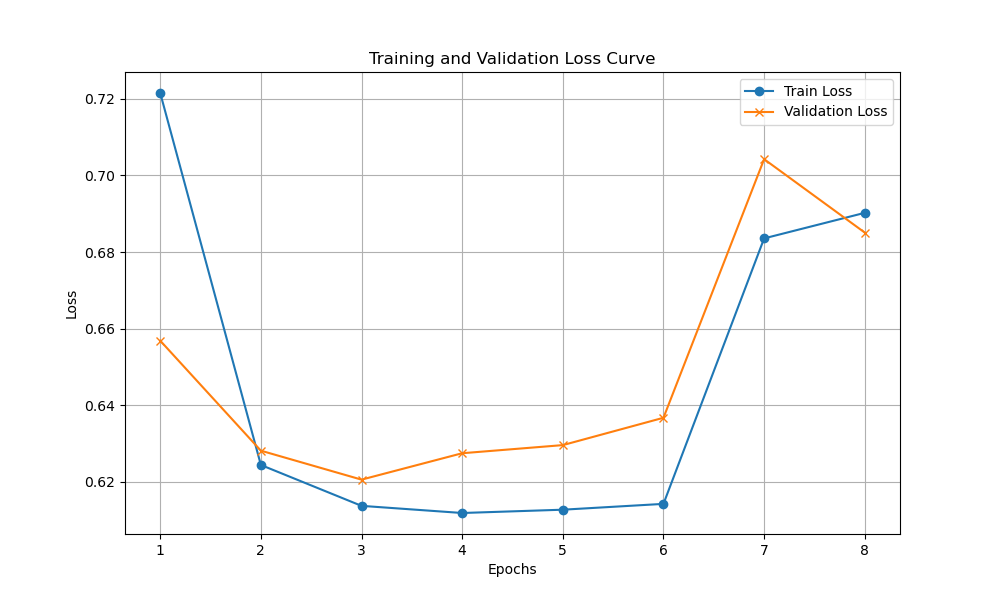 Training and Validation Loss Curve
Train Loss
Validation Loss
0.72
0.70
0.68
0.66
0.64
0.62
Loss
1 2 3 4 5 6 7 8
Epochs